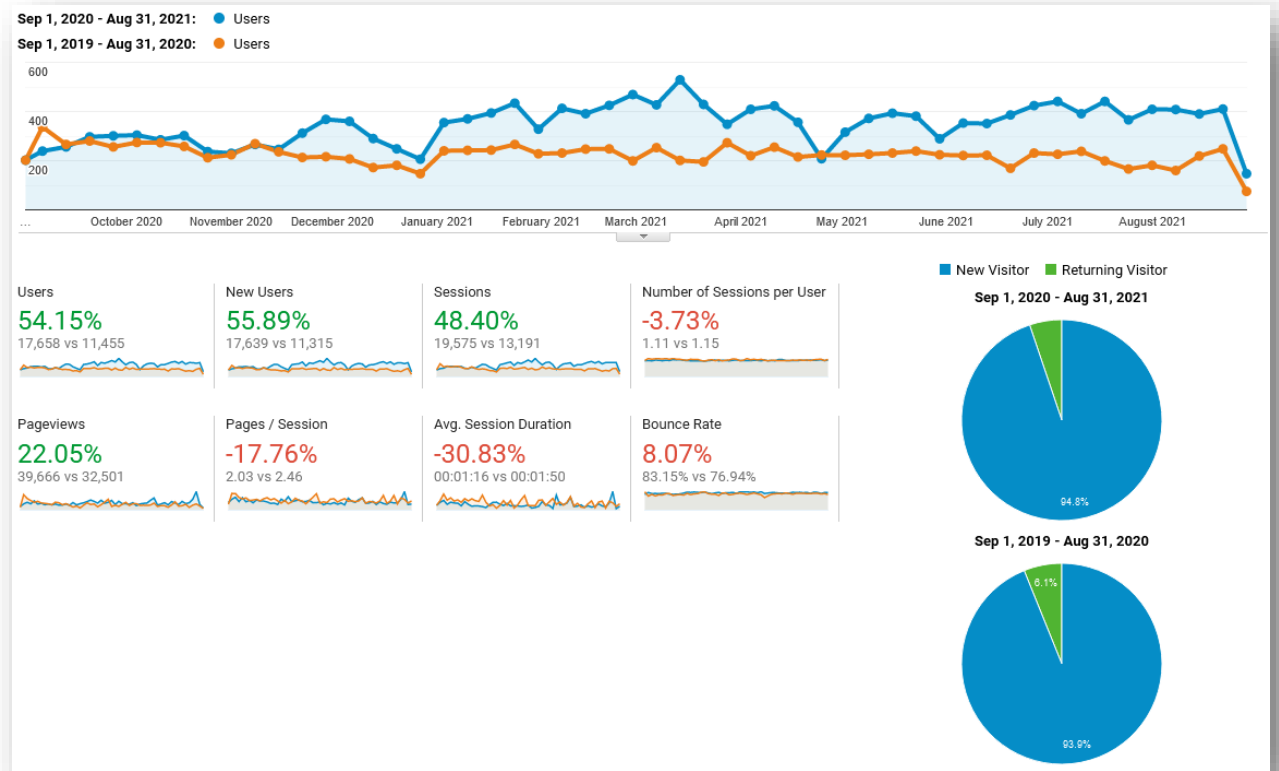 Sep 1, 2020 - Aug 31, 2021: Users
Sep 1, 2019 - Aug 31, 2020: Users
600
400
200
... October 2020 November 2020 December 2020 January 2021 February 2021 March 2021 April 2021 May 2021 June 2021 July 2021 August 2021
New Visitor Returning Visitor
Sep 1, 2020 - Aug 31, 2021
94.8%
Sep 1, 2019 - Aug 31, 2020
6.1%
93.9%
Users
54.15%
17,658 vs 11,455
New Users
55.89%
17,639 vs 11,315
Sessions
48.40%
19,575 vs 13,191
Number of Sessions per User
-3.73%
1.11 vs 1.15
Pageviews
22.05%
39,666 vs 32,501
Pages / Session
-17.76%
2.03 vs 2.46
Avg. Session Duration
-30.83%
00:01:16 vs 00:01:50
Bounce Rate
8.07%
83.15% vs 76.94%